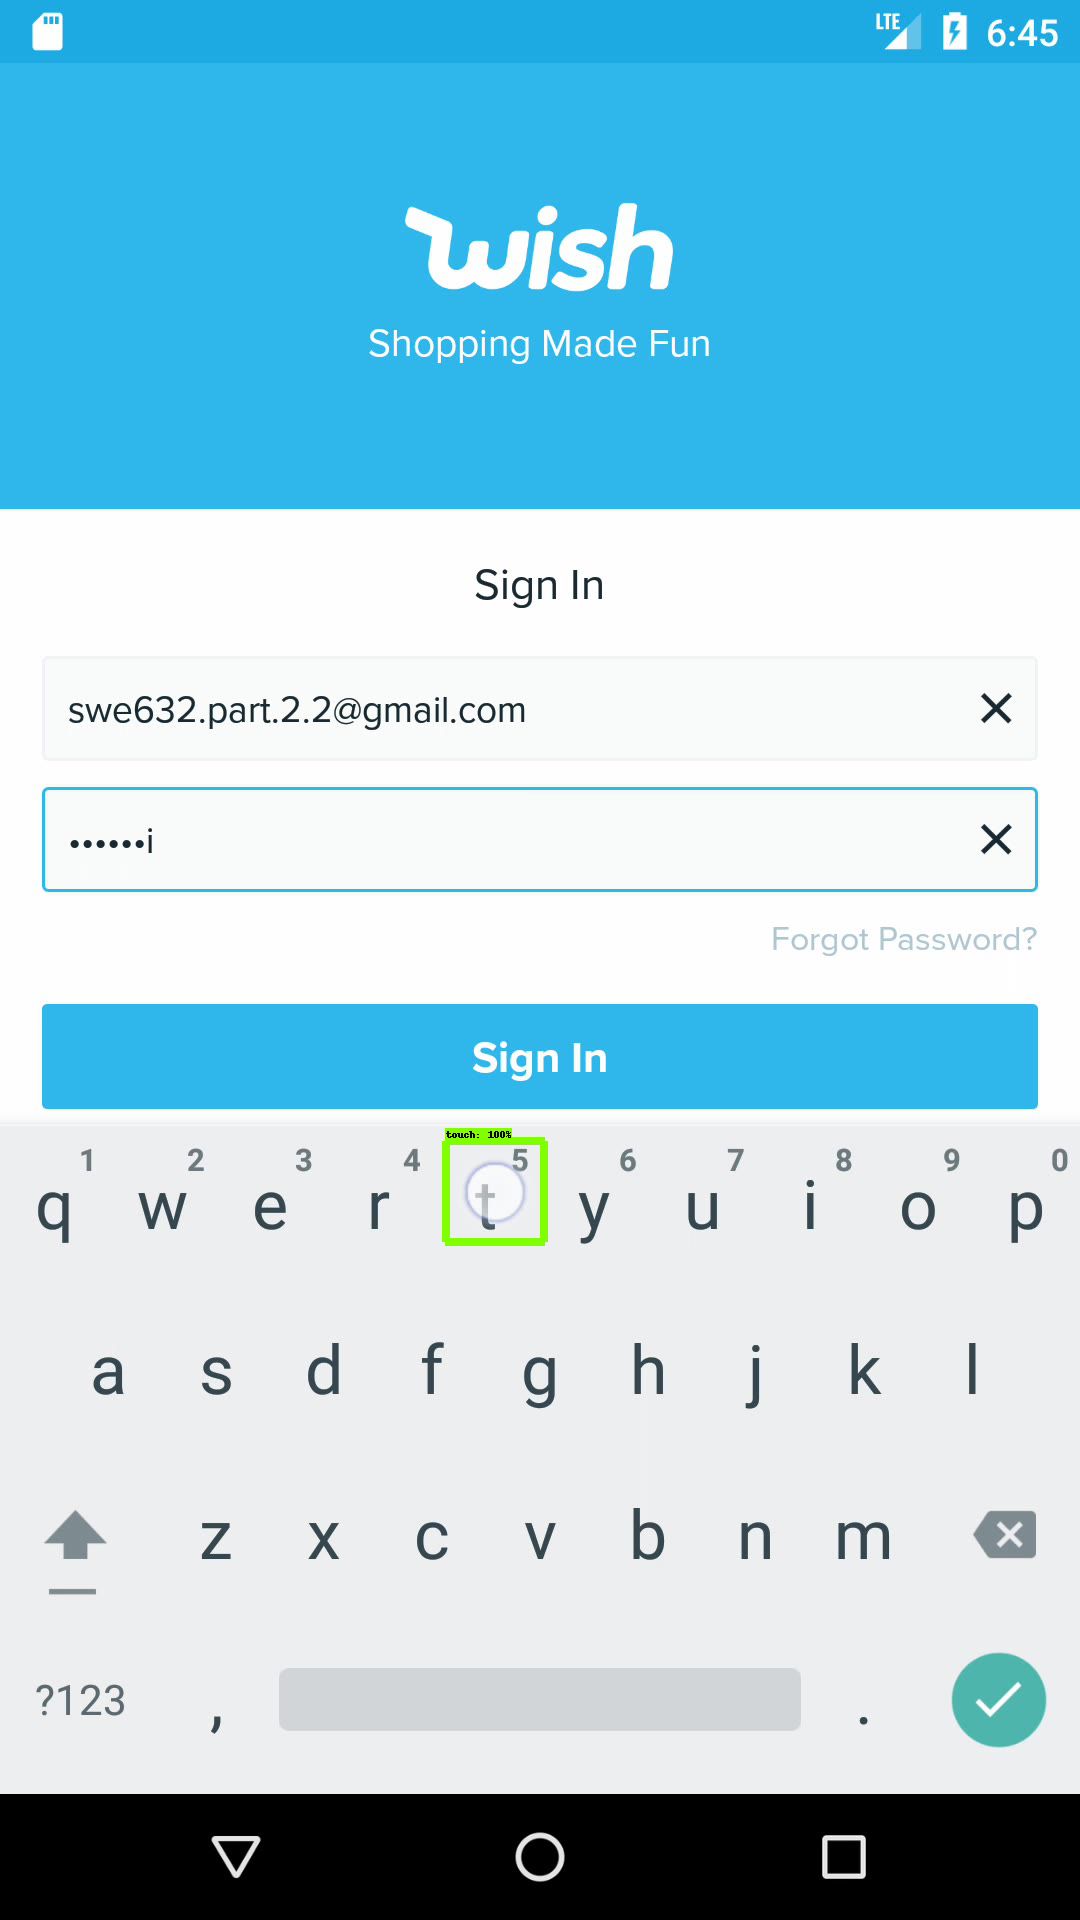 LTE 6:45
wish
Shopping Made Fun
Sign In
swe632.part.2.2@gmail.com
••••••i
Forgot Password?
Sign In
touch: 100%
1 2 3 4 5 6 7 8 9 0
q w e r t y u i o p
a s d f g h j k l
z x c v b n m
?123 , .